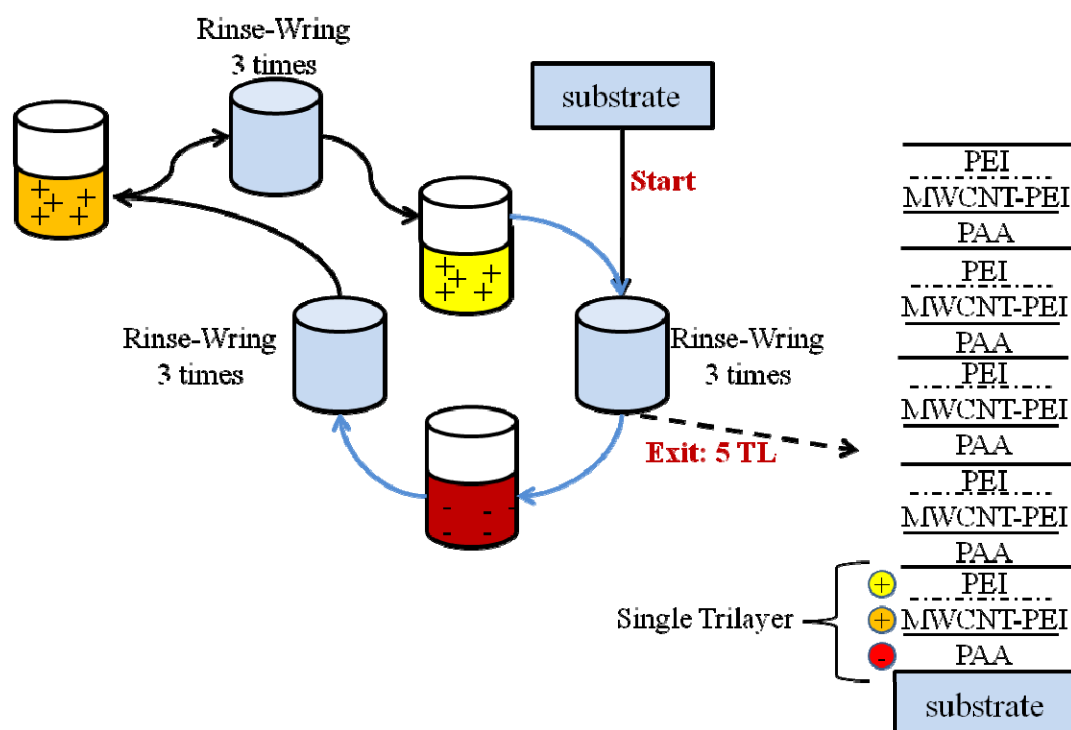 Rinse-Wring
3 times
substrate
Start
+ + + + +
+ + + + +
Rinse-Wring
3 times
Rinse-Wring
3 times
Exit: 5 TL
- - - - - -
PEI
MWCNT-PEI
PAA
PEI
MWCNT-PEI
PAA
PEI
MWCNT-PEI
PAA
PEI
MWCNT-PEI
PAA
Single Trilayer
+ PEI
+ MWCNT-PEI
- PAA
substrate